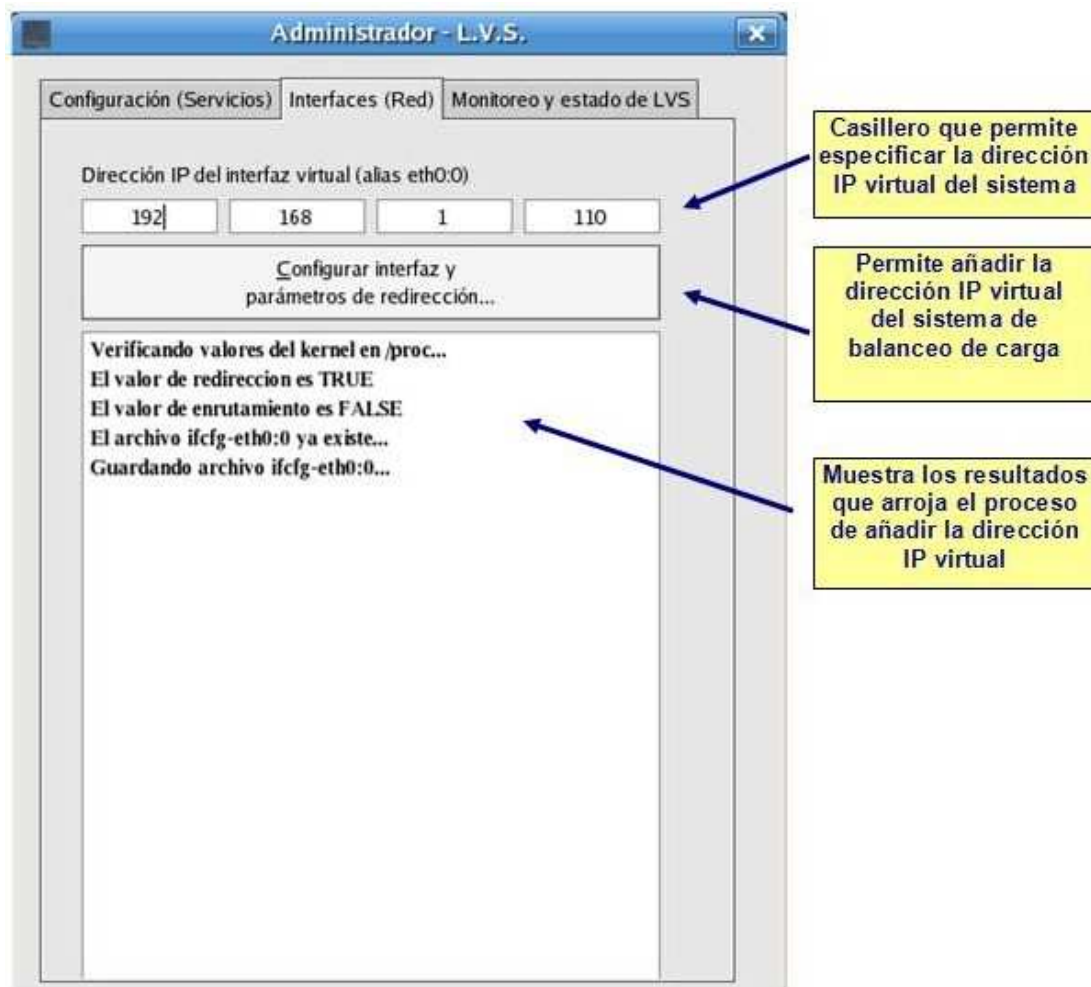 Administrador - L.V.S.
Configuración (Servicios)
Interfaces (Red)
Monitoreo y estado de LVS
Dirección IP del interfaz virtual (alias eth0:0)
192
168
1
110
Configurar interfaz y
parámetros de redirección...
Verificando valores del kernel en /proc...
El valor de redireccion es TRUE
El valor de enrutamiento es FALSE
El archivo ifcfg-eth0:0 ya existe...
Guardando archivo ifcfg-eth0:0...
Casillero que permite
especificar la dirección
IP virtual del sistema
Permite añadir la
dirección IP virtual
del sistema de
balanceo de carga
Muestra los resultados
que arroja el proceso
de añadir la dirección
IP virtual